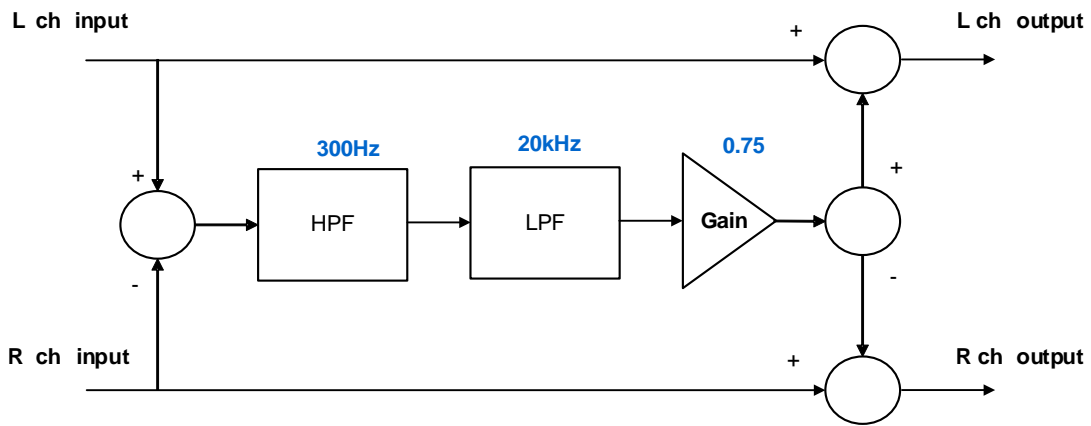 L ch input
L ch output
+
300Hz
20kHz
0.75
+
+
HPF
LPF
Gain
-
-
R ch input
+
R ch output